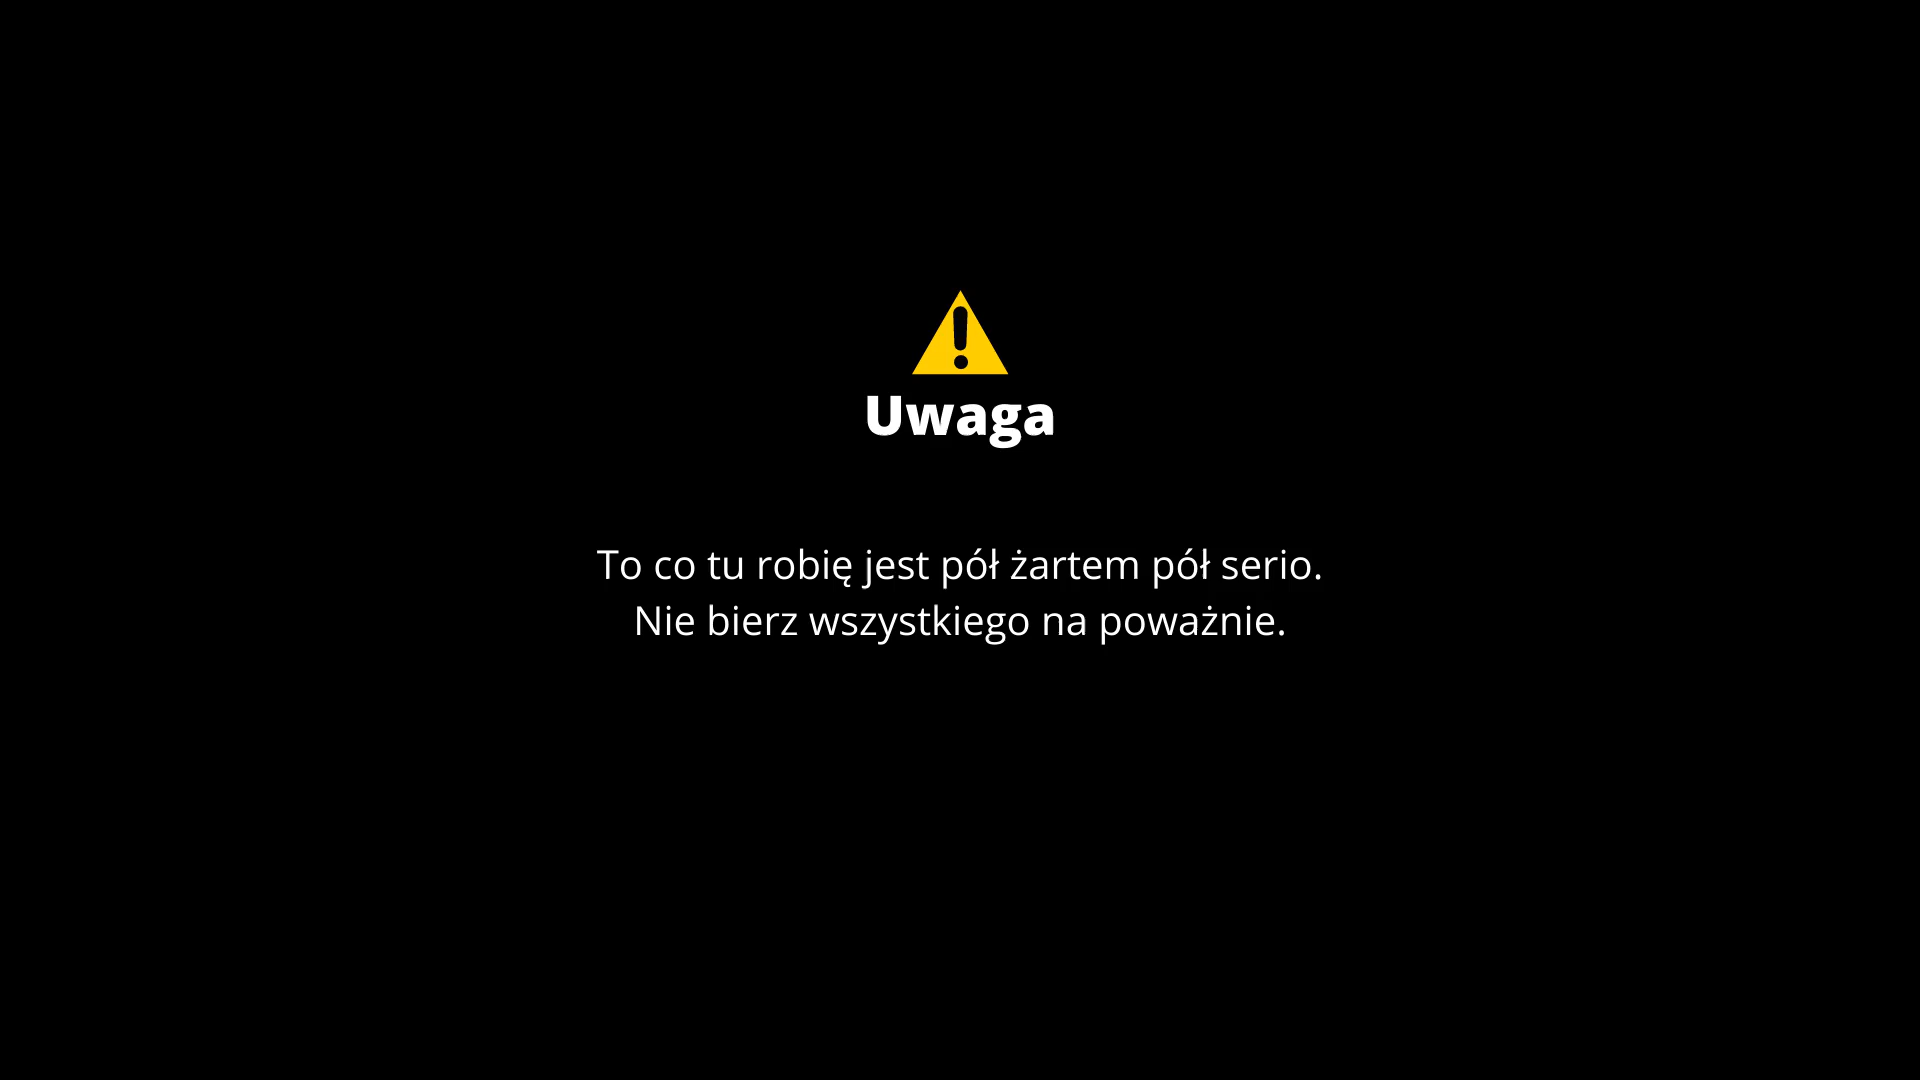 Uwaga
To co tu robię jest pół żartem pół serio.
Nie bierz wszystkiego na poważnie.